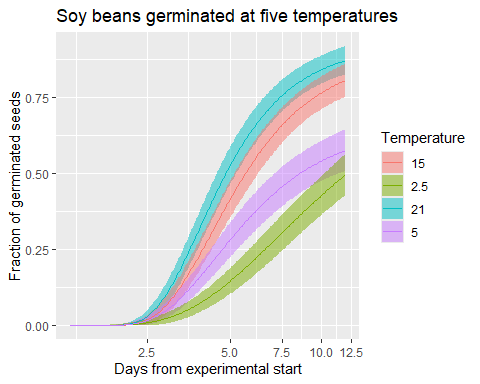 Soy beans germinated at five temperatures
Fraction of germinated seeds
0.75
0.50
0.25
0.00
2.5 5.0 7.5 10.0 12.5
Days from experimental start
Temperature
15
2.5
21
5